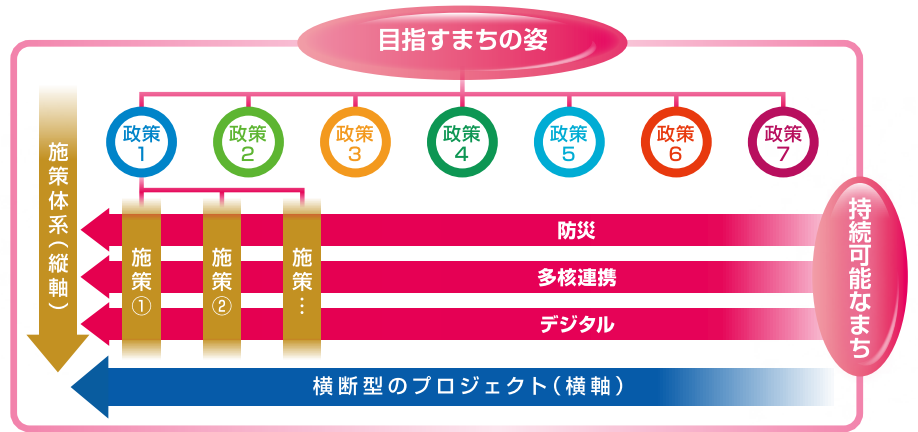 目指すまちの姿
政策
1
政策
2
政策
3
政策
4
政策
5
政策
6
政策
7
施策体系(縦軸)
施策①
施策②
施策…
防災
多核連携
デジタル
横断型のプロジェクト(横軸)
持続可能なまち